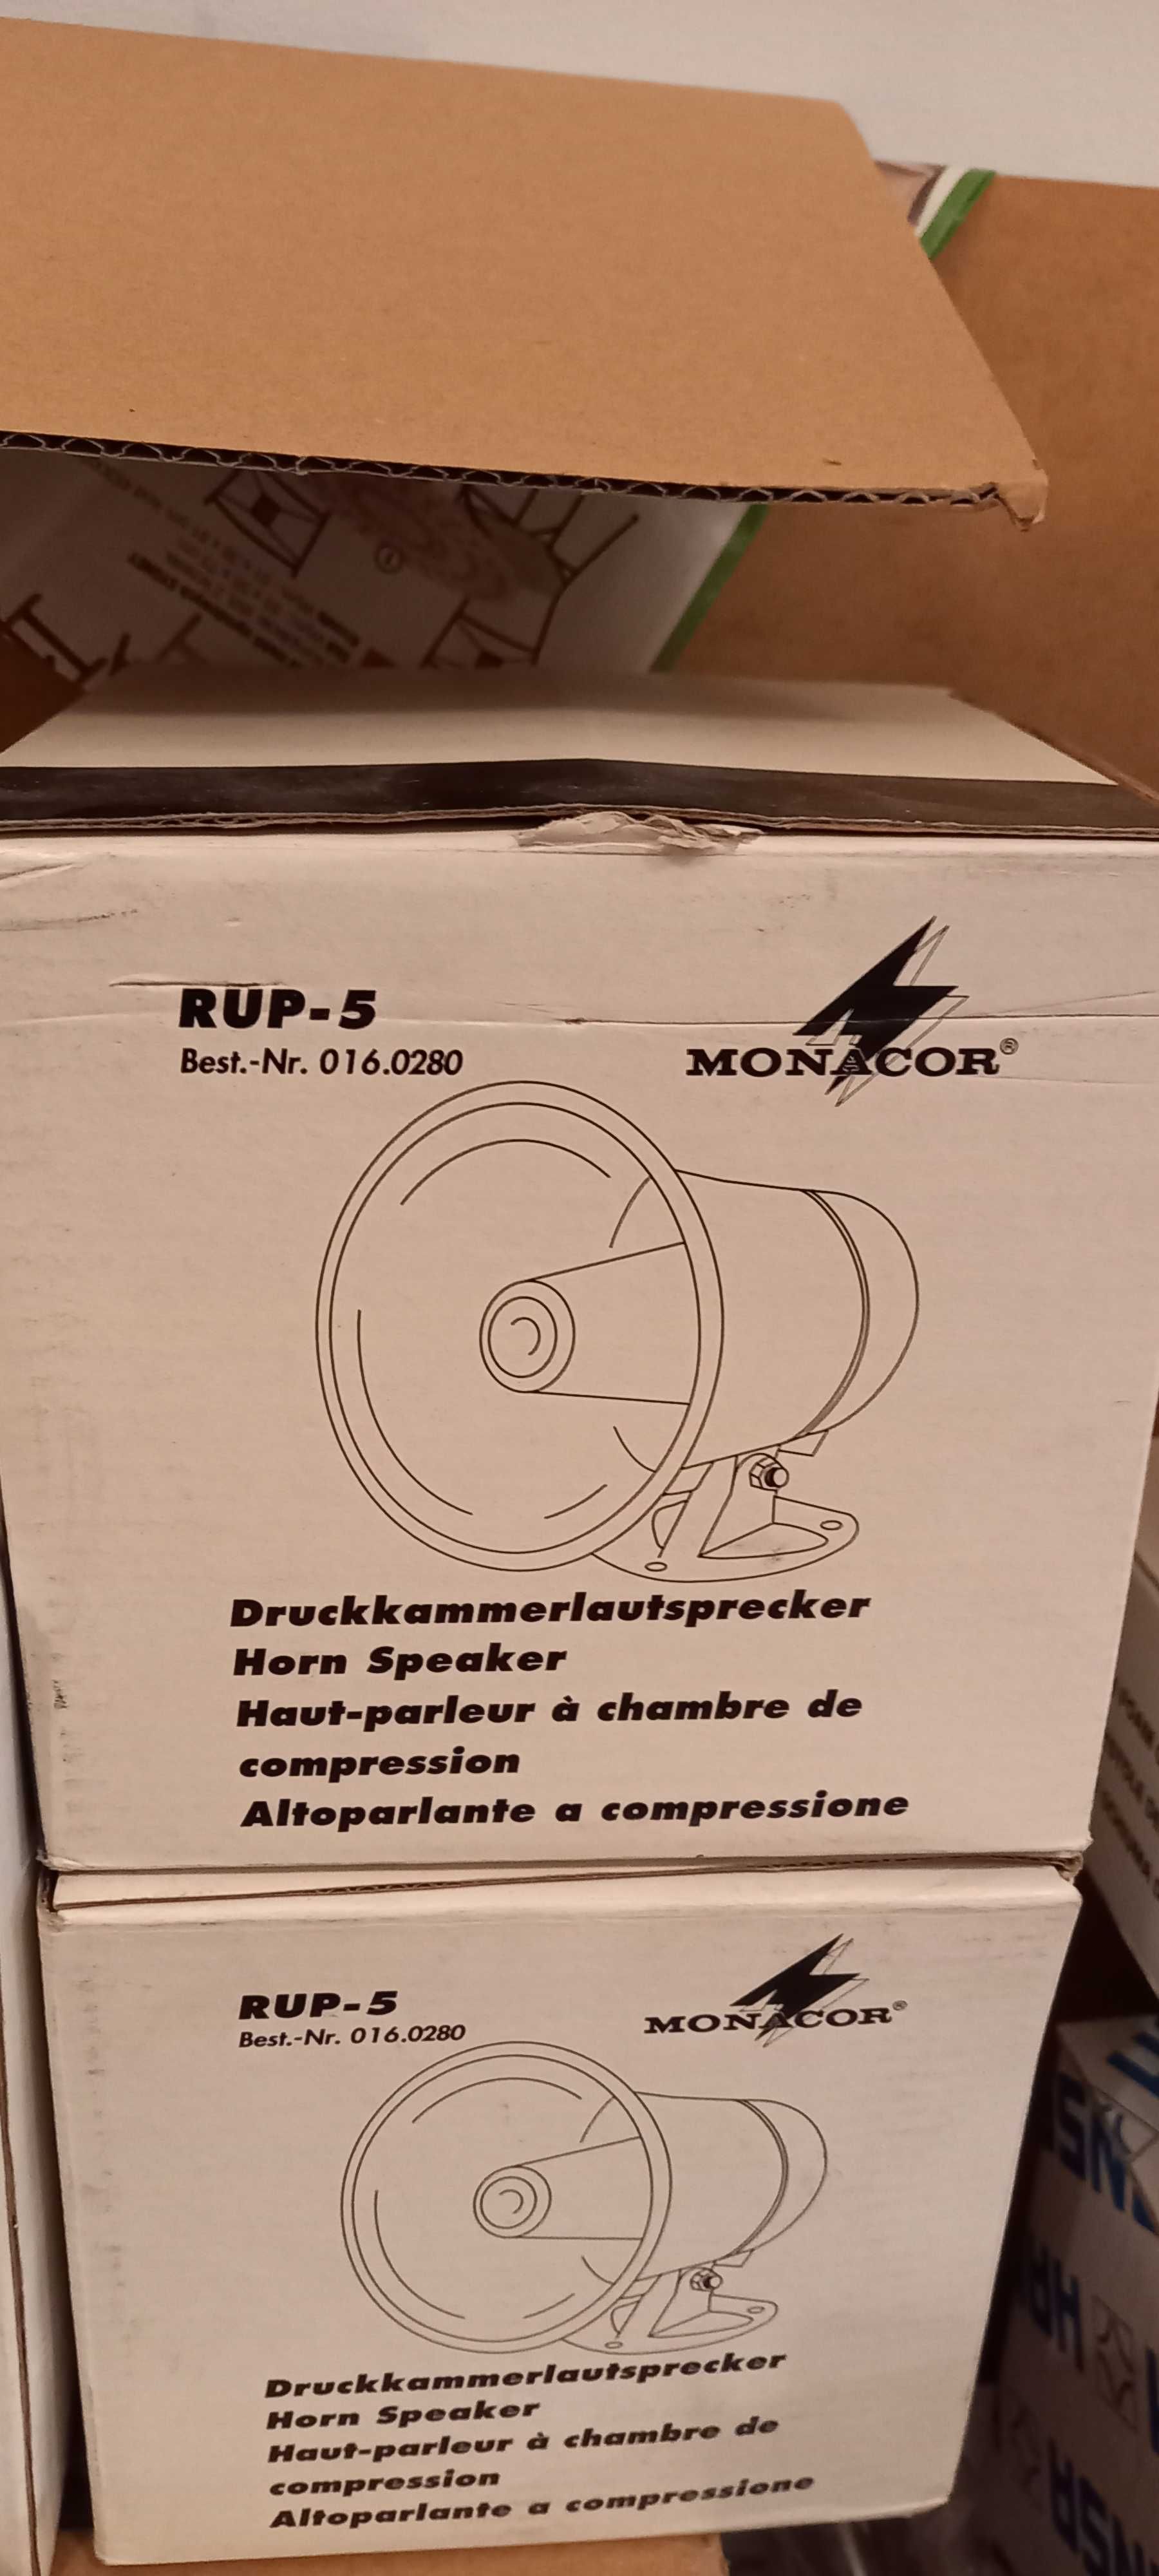 RUP-5
Best.-Nr. 016.0280
MONACOR®
Druckkammerlautsprecker
Horn Speaker
Haut-parleur à chambre de
compression
Altoparlante a compressione
RUP-5
Best.-Nr. 016.0280
MONACOR®
Druckkammerlautsprecker
Horn Speaker
Haut-parleur à chambre de
compression
Altoparlante a compressione